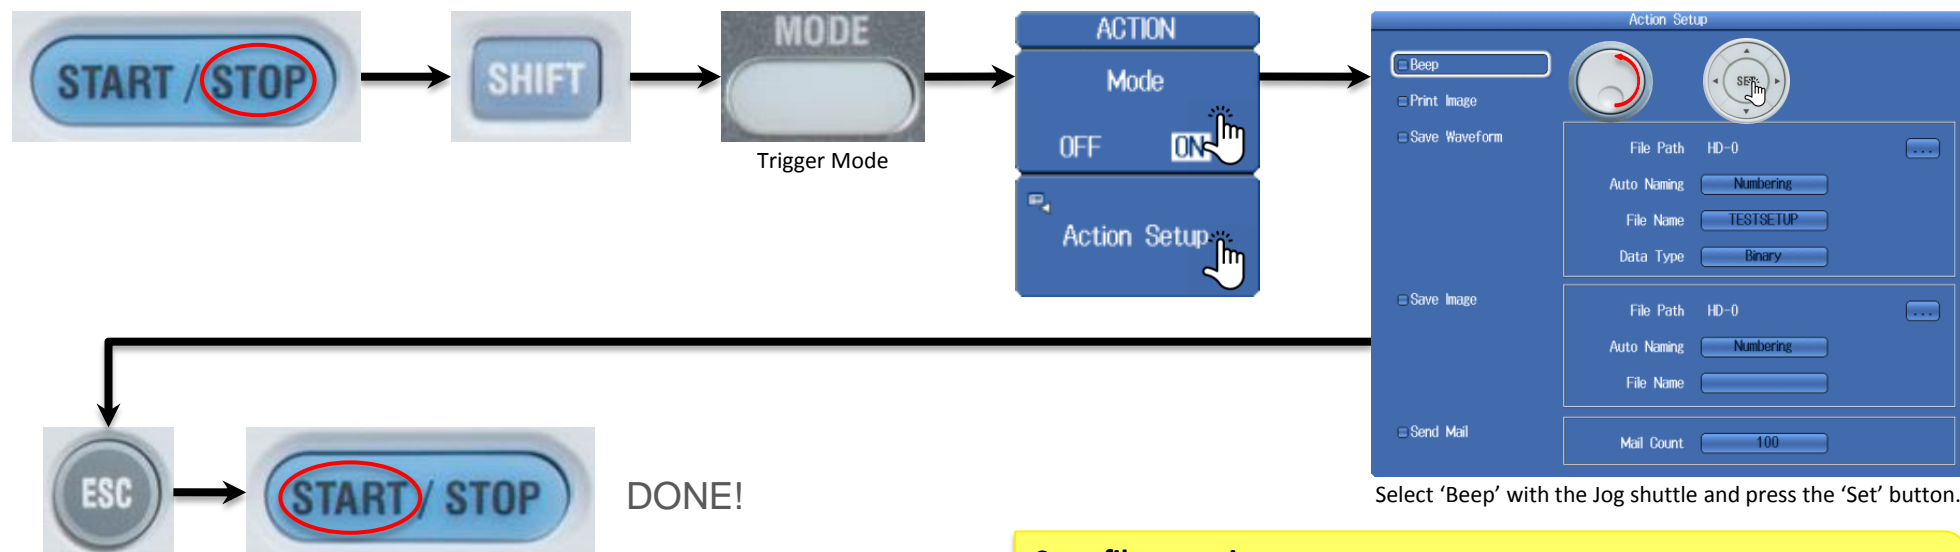 START / STOP
SHIFT
MODE
Trigger Mode
ACTION
Mode
OFF ON
Action Setup
Action Setup
Beep
Print Image
Save Waveform
SET
File Path HD-0 ...
Auto Naming Numbering
File Name TESTSETUP
Data Type Binary
Save Image
File Path HD-0 ...
Auto Naming Numbering
File Name
Send Mail
Mail Count 100
Select ‘Beep’ with the Jog shuttle and press the ‘Set’ button.
ESC
START / STOP
DONE!